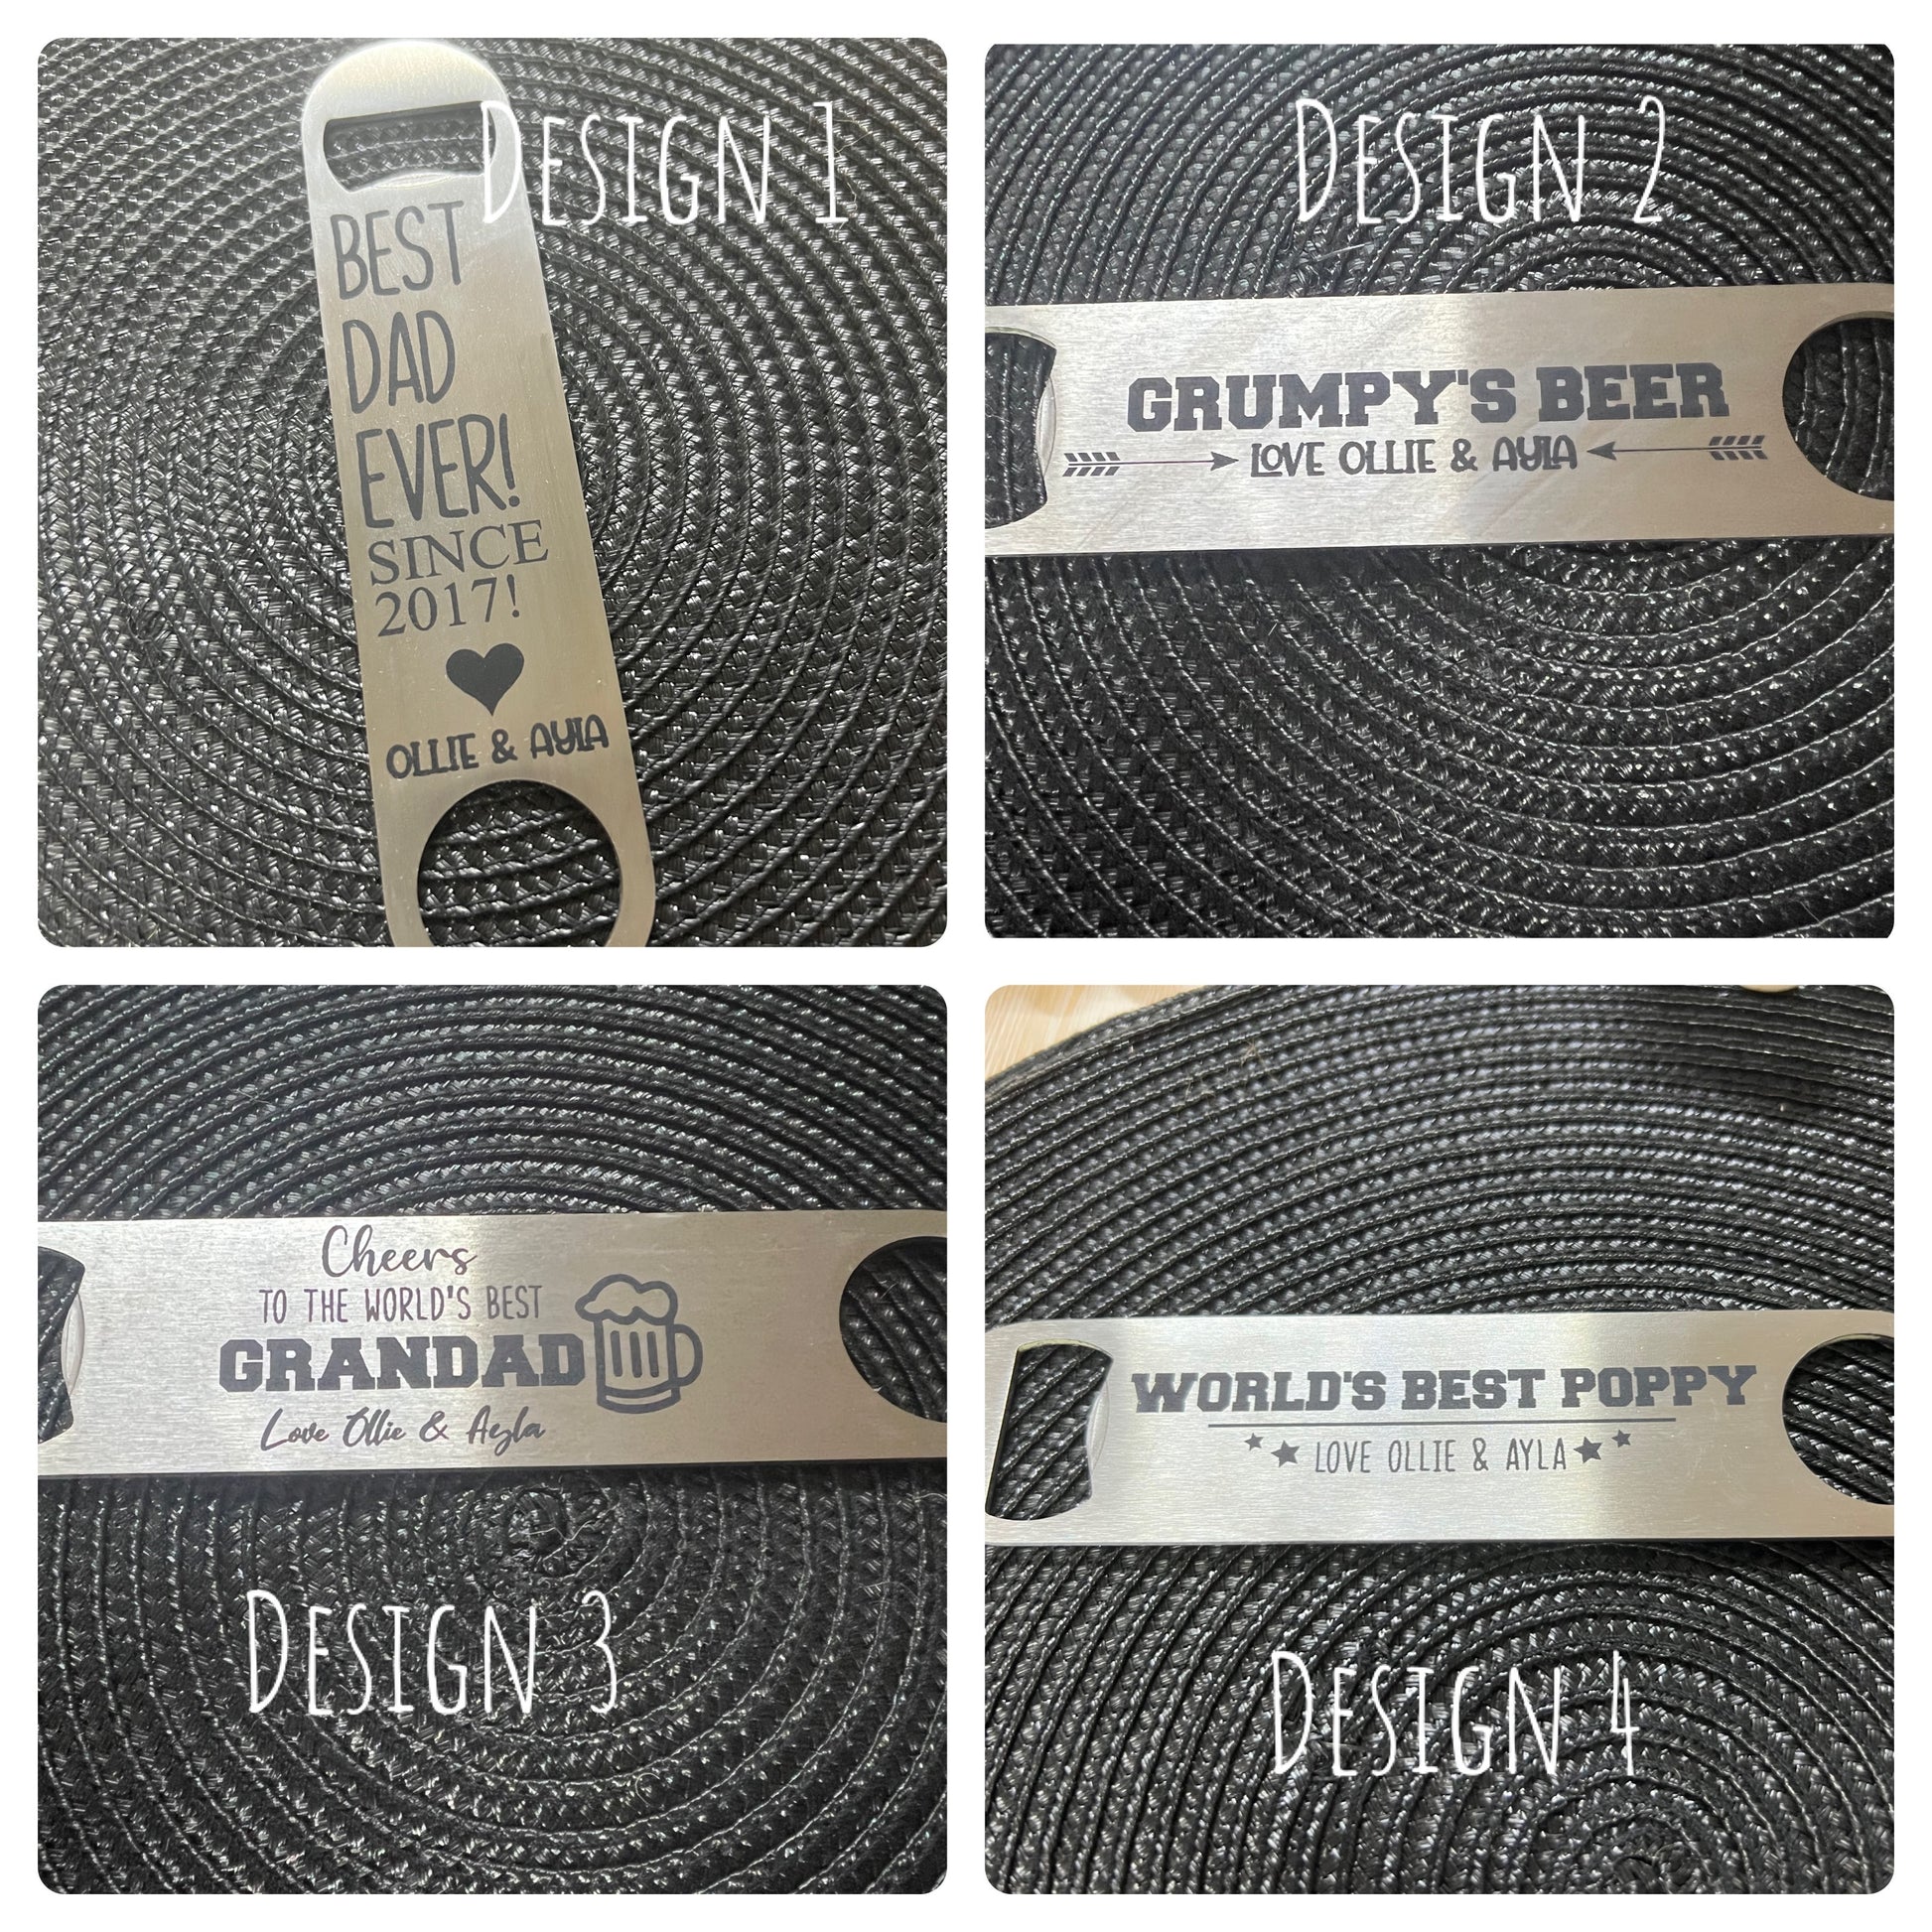 DESIGN 1
BEST
DAD
EVER!
SINCE
2017!
OLLIE & AYLA
DESIGN 2
GRUMPY'S BEER
LOVE OLLIE & AYLA
Cheers
TO THE WORLD'S BEST
GRANDAD
Love Ollie & Ayla
DESIGN 3
WORLD'S BEST POPPY
LOVE OLLIE & AYLA
DESIGN 4